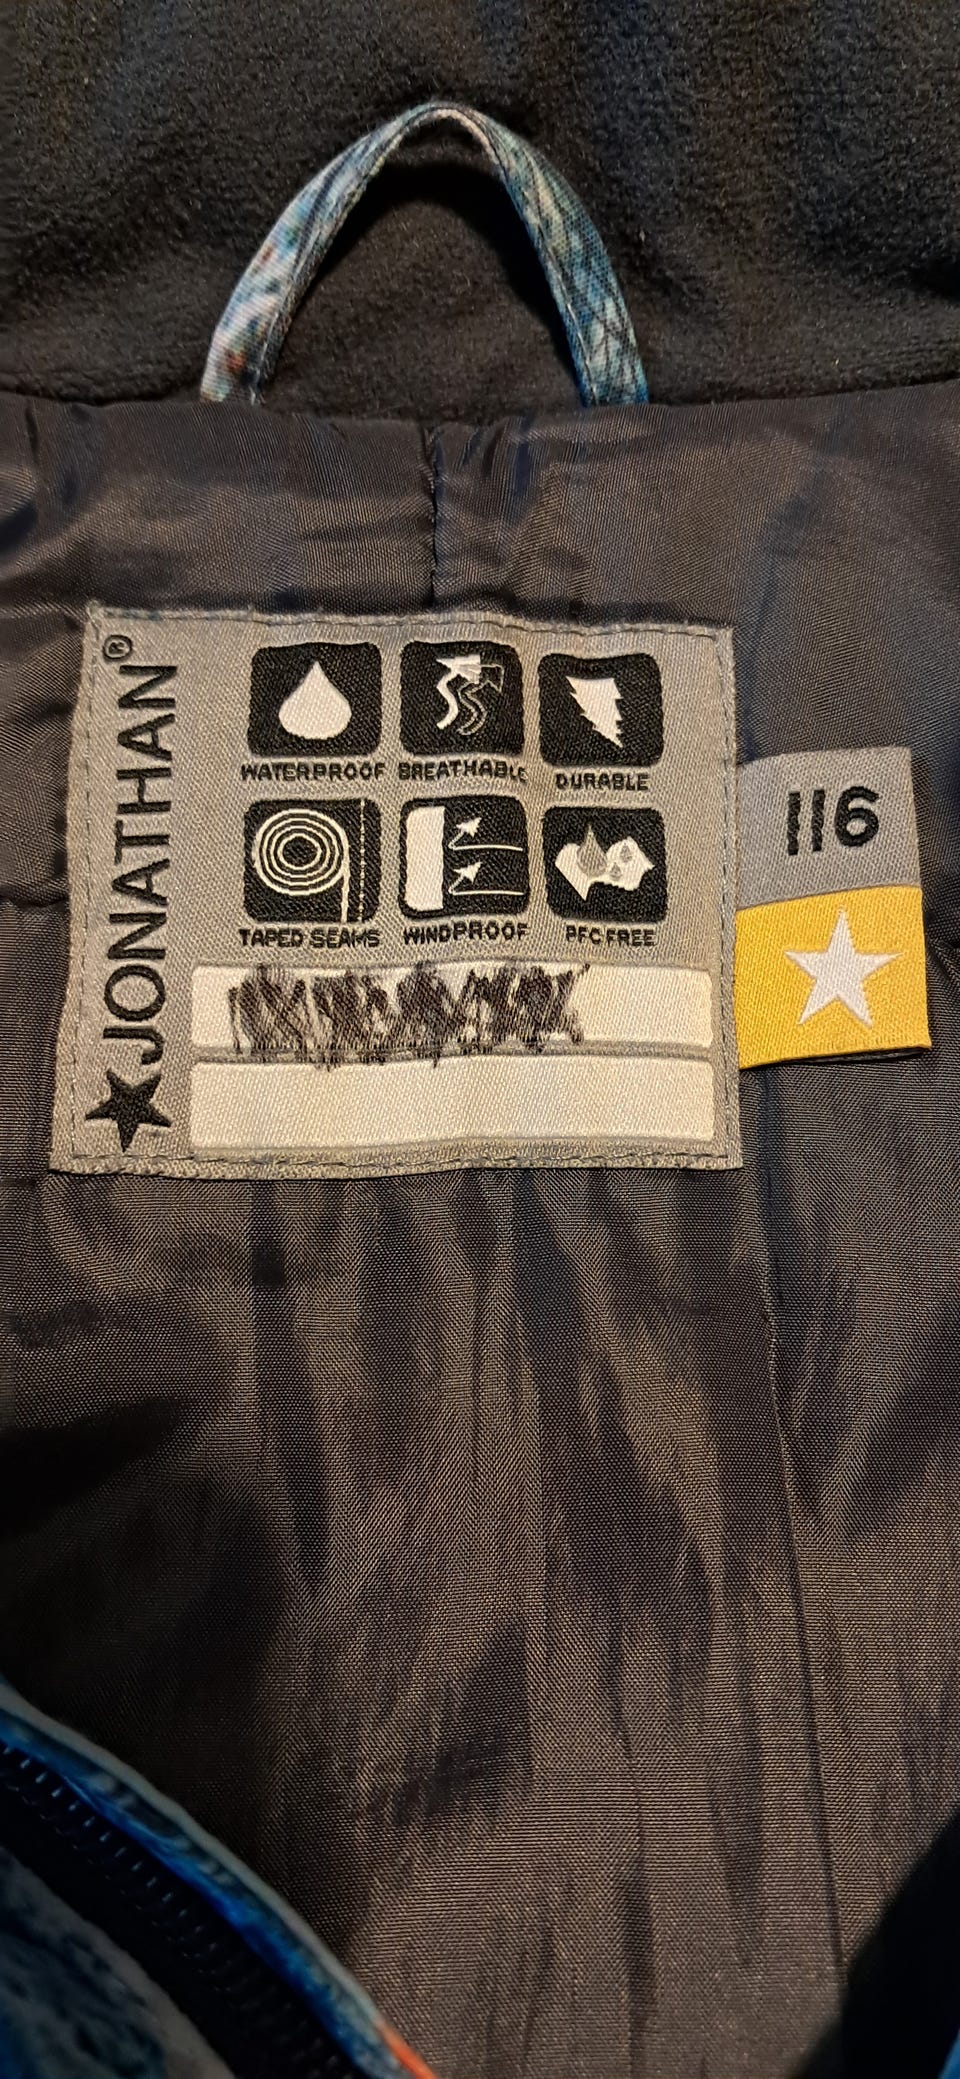 JONATHAN®
WATERPROOF BREATHABLE DURABLE
TAPED SEAMS WINDPROOF PFC FREE
116